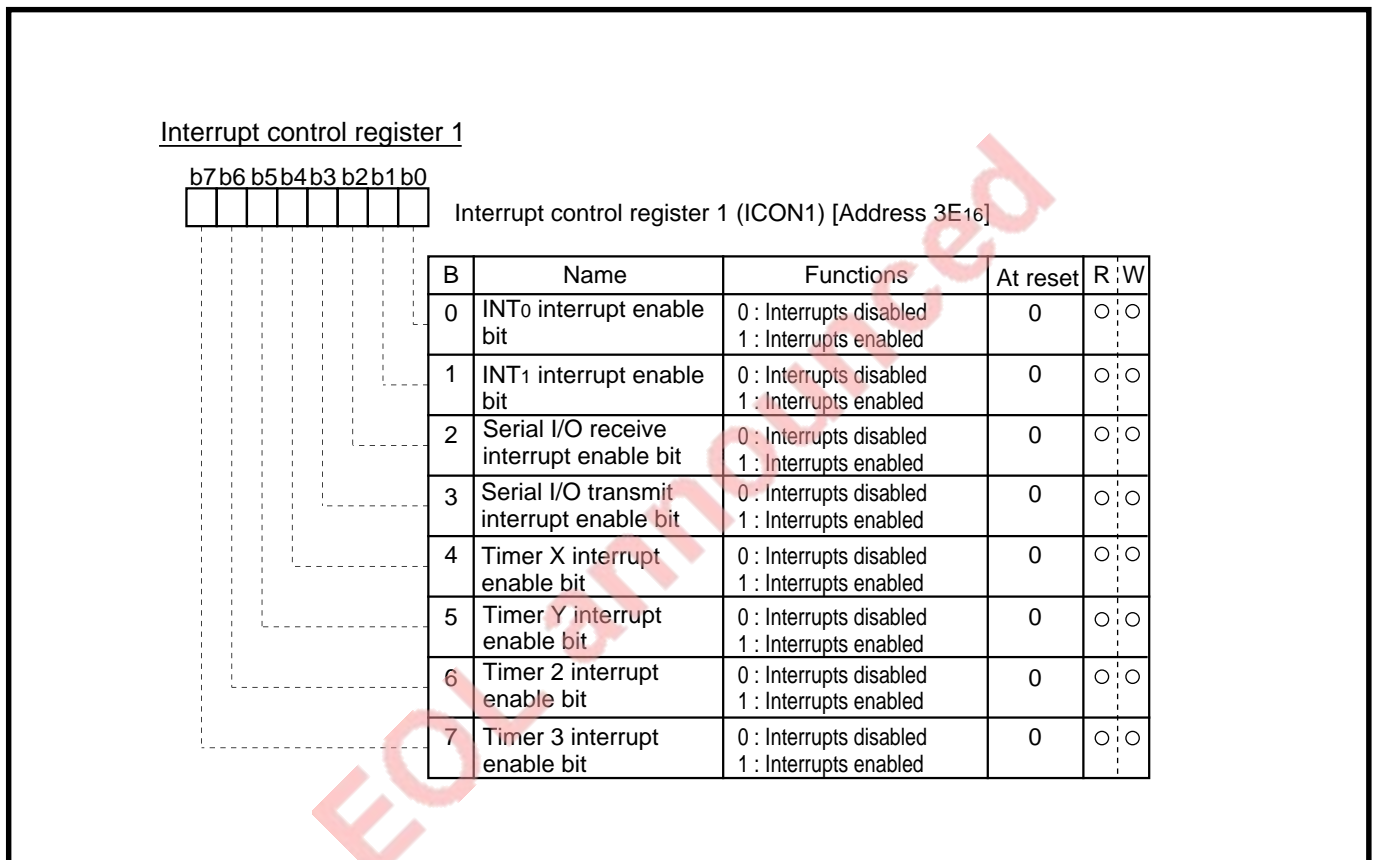 Interrupt control register 1
b7 b6 b5 b4 b3 b2 b1 b0
Interrupt control register 1 (ICON1) [Address 3E16]
B Name Functions At reset R W
0 INT0 interrupt enable bit 0 : Interrupts disabled 0 ○ ○
1 : Interrupts enabled
1 INT1 interrupt enable bit 0 : Interrupts disabled 0 ○ ○
1 : Interrupts enabled
2 Serial I/O receive interrupt enable bit 0 : Interrupts disabled 0 ○ ○
1 : Interrupts enabled
3 Serial I/O transmit interrupt enable bit 0 : Interrupts disabled 0 ○ ○
1 : Interrupts enabled
4 Timer X interrupt enable bit 0 : Interrupts disabled 0 ○ ○
1 : Interrupts enabled
5 Timer Y interrupt enable bit 0 : Interrupts disabled 0 ○ ○
1 : Interrupts enabled
6 Timer 2 interrupt enable bit 0 : Interrupts disabled 0 ○ ○
1 : Interrupts enabled
7 Timer 3 interrupt enable bit 0 : Interrupts disabled 0 ○ ○
1 : Interrupts enabled
EOL announced